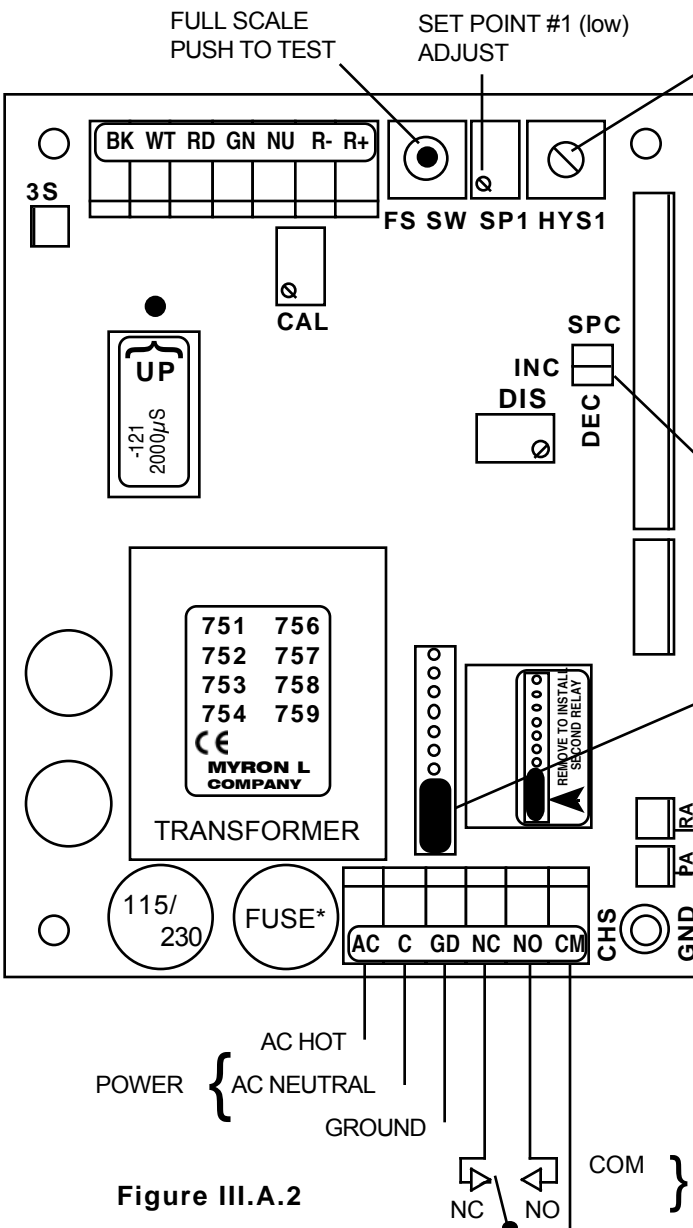 FULL SCALE
PUSH TO TEST
SET POINT #1 (low)
ADJUST
BK WT RD GN NU R- R+
3S
FS SW SP1 HYS1
CAL
SPC
INC
DEC
DIS
UP
-121
2000µS
751 756
752 757
753 758
754 759
CE
MYRON L
COMPANY
TRANSFORMER
REMOVE TO INSTALL
SECOND RELAY
RA
PA
115/
230
FUSE*
AC C GD NC NO CM
CHS
GND
AC HOT
POWER { AC NEUTRAL
GROUND
COM }
NC NO
Figure III.A.2